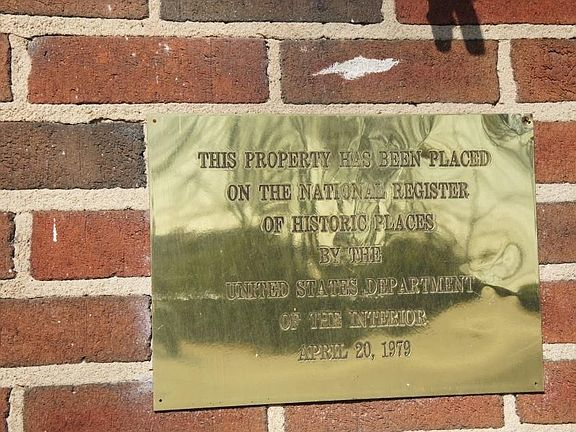 THIS PROPERTY HAS BEEN PLACED
ON THE NATIONAL REGISTER
OF HISTORIC PLACES
BY THE
UNITED STATES DEPARTMENT
OF THE INTERIOR
APRIL 20, 1979